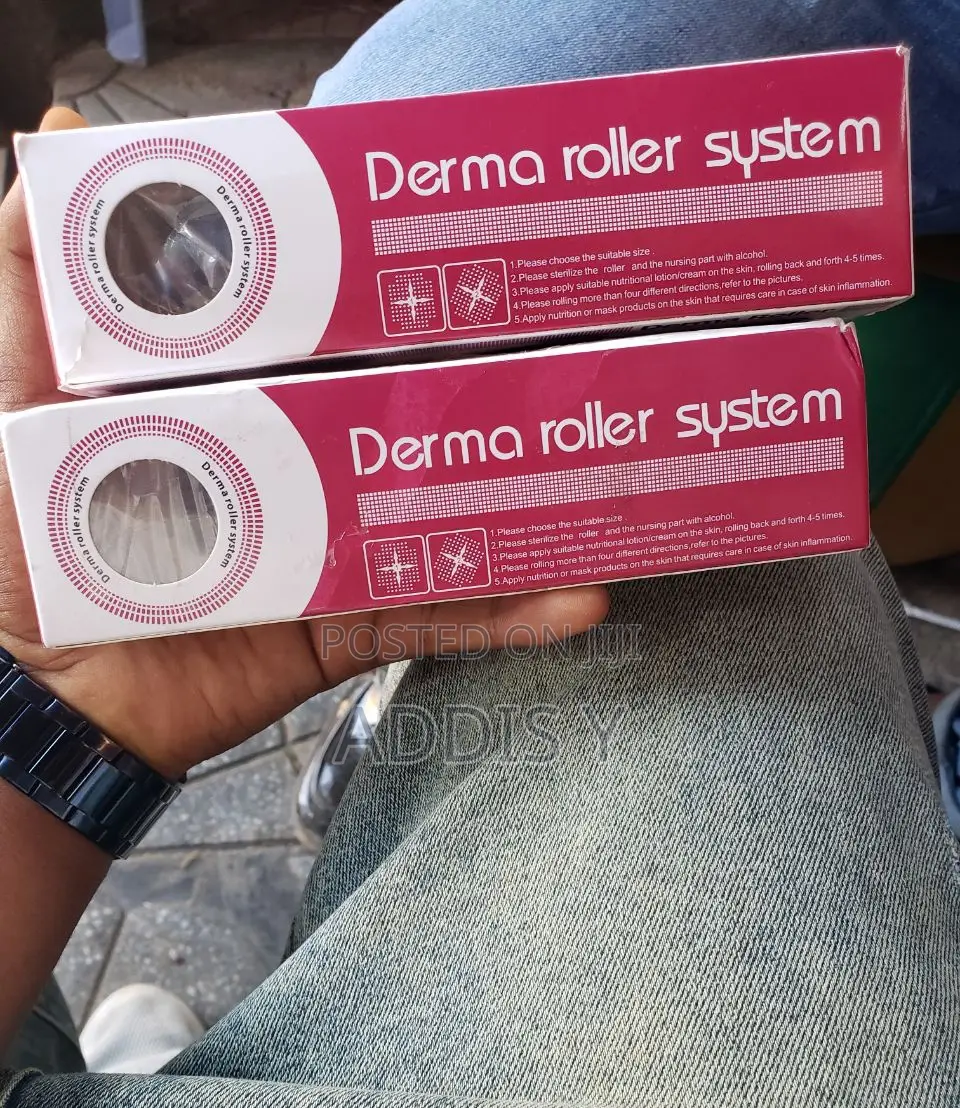 Derma roller system
Derma roller system
Derma roller system
1.Please choose the suitable size .
2.Please sterilize the roller and the nursing part with alcohol.
3.Please apply suitable nutritional lotion/cream on the skin, rolling back and forth 4-5 times.
4.Please rolling more than four different directions,refer to the pictures.
5.Apply nutrition or mask products on the skin that requires care in case of skin inflammation.
Derma roller system
Derma roller system
Derma roller system
1.Please choose the suitable.size .
2.Please sterilize the roller and the nursing part with alcohol.
3.Please apply suitable nutritional lotion/cream on the skin, rolling back and forth 4-5 times.
4.Please rolling more than four different directions,refer to the pictures.
5.Apply nutrition or mask products on the skin that requires care in case of skin inflammation.
POSTED ON JIJI
ADDIS Y